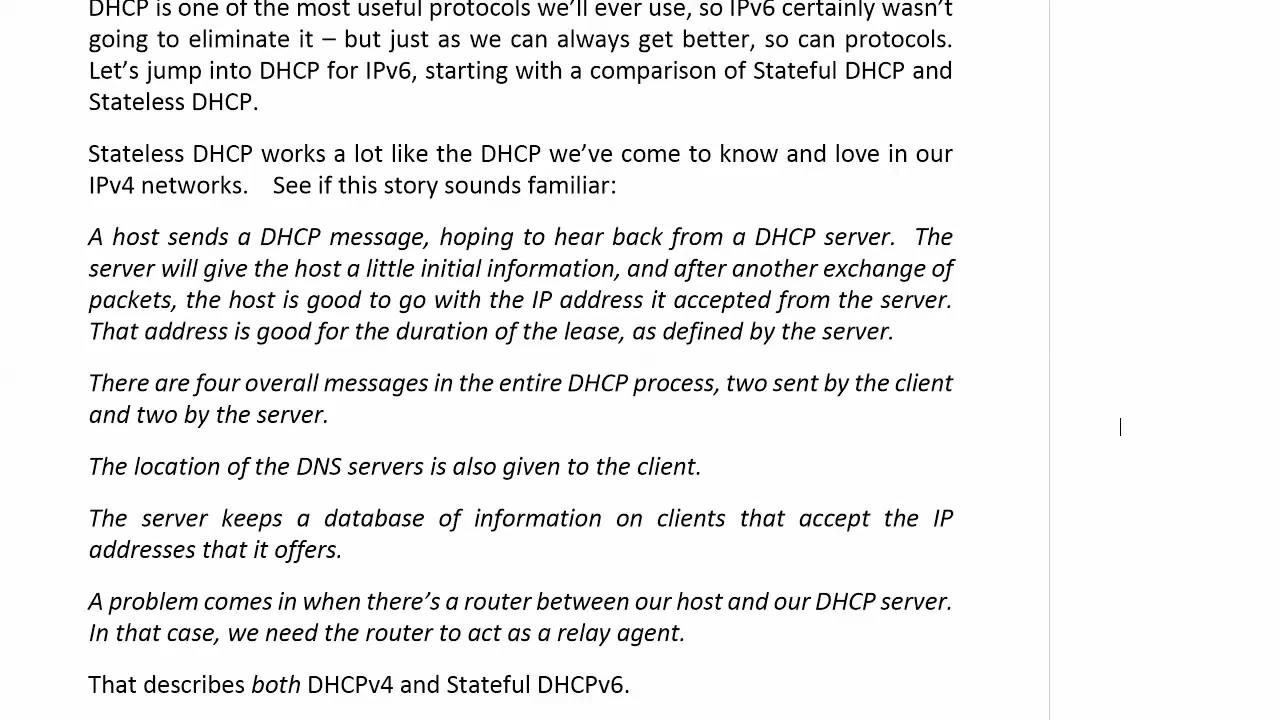 DHCP is one of the most useful protocols we’ll ever use, so IPv6 certainly wasn’t
going to eliminate it – but just as we can always get better, so can protocols.
Let’s jump into DHCP for IPv6, starting with a comparison of Stateful DHCP and
Stateless DHCP.
Stateless DHCP works a lot like the DHCP we’ve come to know and love in our
IPv4 networks.   See if this story sounds familiar:
A host sends a DHCP message, hoping to hear back from a DHCP server.  The
server will give the host a little initial information, and after another exchange of
packets, the host is good to go with the IP address it accepted from the server.
That address is good for the duration of the lease, as defined by the server.
There are four overall messages in the entire DHCP process, two sent by the client
and two by the server.
The location of the DNS servers is also given to the client.
The server keeps a database of information on clients that accept the IP
addresses that it offers.
A problem comes in when there’s a router between our host and our DHCP server.
In that case, we need the router to act as a relay agent.
That describes both DHCPv4 and Stateful DHCPv6.